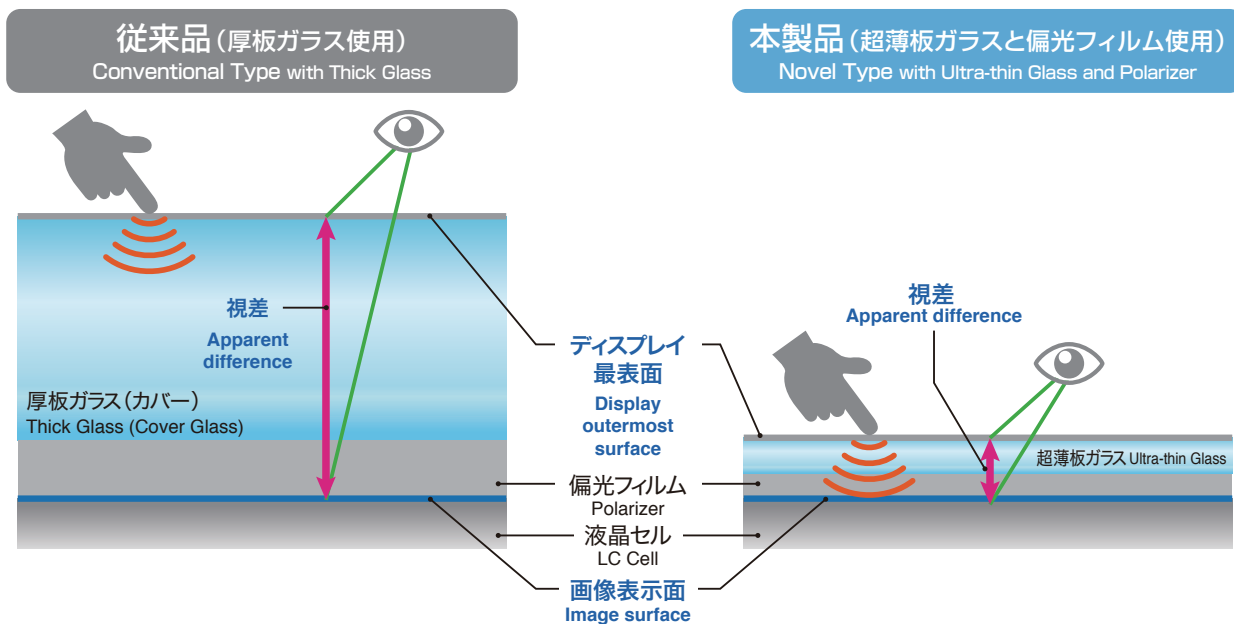 従来品(厚板ガラス使用)
Conventional Type with Thick Glass
本製品(超薄板ガラスと偏光フィルム使用)
Novel Type with Ultra-thin Glass and Polarizer
視差
Apparent
difference
厚板ガラス(カバー)
Thick Glass (Cover Glass)
ディスプレイ
最表面
Display
outermost
surface
偏光フィルム
Polarizer
液晶セル
LC Cell
画像表示面
Image surface
視差
Apparent difference
超薄板ガラス Ultra-thin Glass